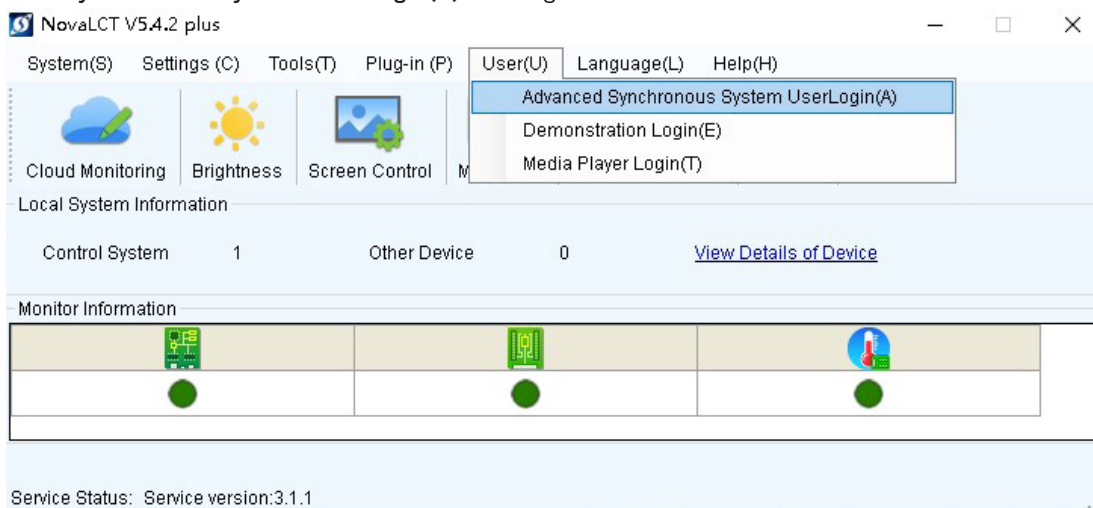 NovaLCT V5.4.2 plus
System(S) Settings (C) Tools(T) Plug-in (P) User(U) Language(L) Help(H)
Advanced Synchronous System UserLogin(A)
Demonstration Login(E)
Media Player Login(T)
Cloud Monitoring Brightness Screen Control
Local System Information
Control System 1 Other Device 0 View Details of Device
Monitor Information
Service Status: Service version:3.1.1